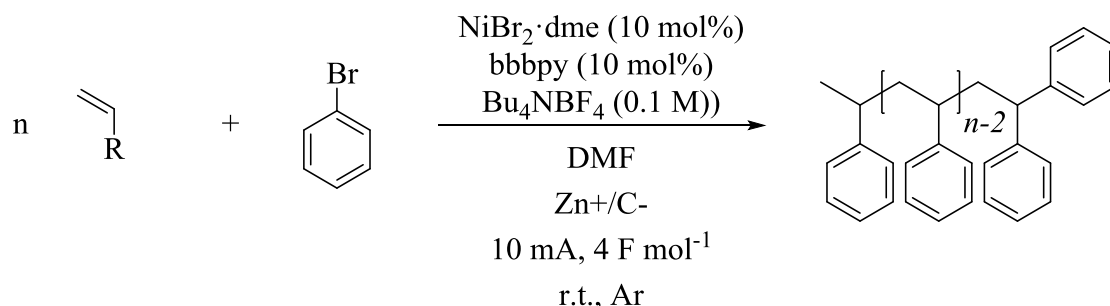 n
R
+
Br
NiBr₂·dme (10 mol%)
bbbpy (10 mol%)
Bu₄NBF₄ (0.1 M))
DMF
Zn+/C-
10 mA, 4 F mol⁻¹
r.t., Ar
n-2